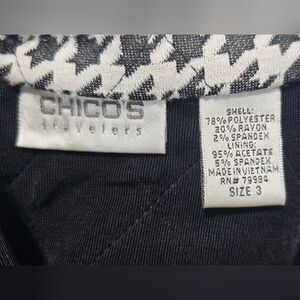 CHICO'S
travelers
SHELL:
78% POLYESTER
20% RAYON
2% SPANDEX
LINING:
95% ACETATE
5% SPANDEX
MADE IN VIETNAM
RN# 79984
SIZE 3